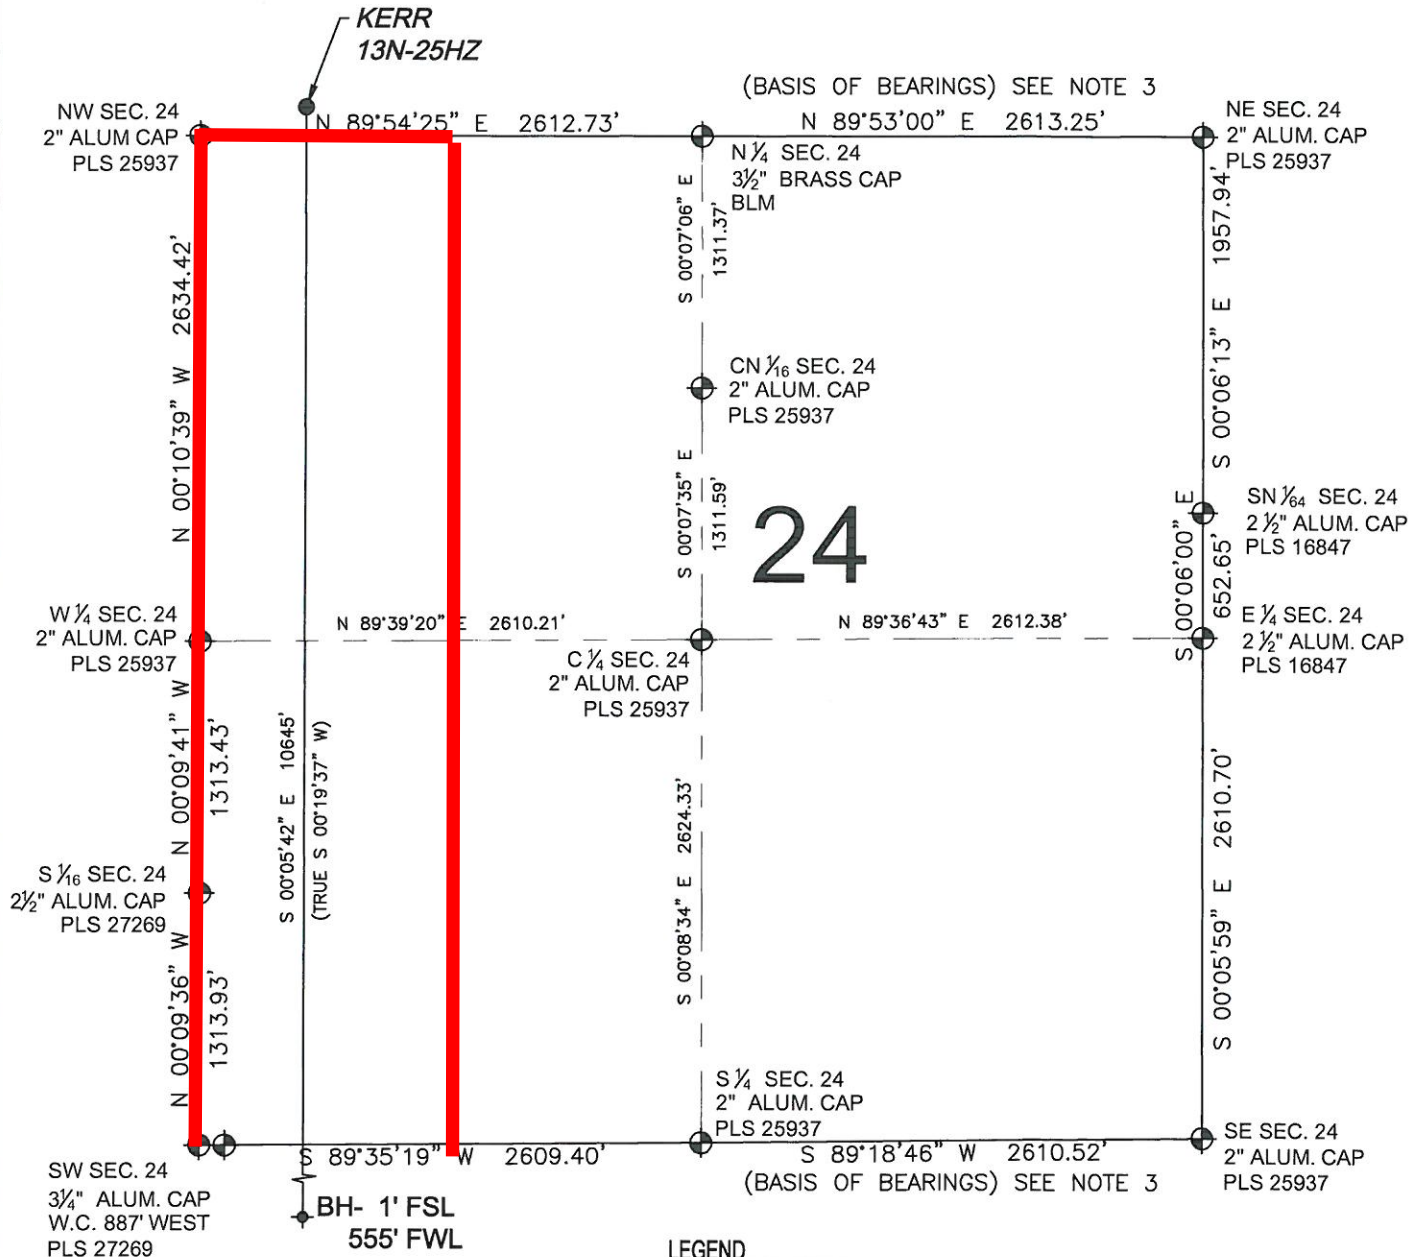 KERR
13N-25HZ
(BASIS OF BEARINGS) SEE NOTE 3
NW SEC. 24
2" ALUM CAP
PLS 25937
N 89°54'25" E 2612.73'
N 89°53'00" E 2613.25'
NE SEC. 24
2" ALUM. CAP
PLS 25937
N ¼ SEC. 24
3½" BRASS CAP
BLM
S 00°07'06" E
1311.37'
1957.94'
S 00°06'13" E
N 00°10'39" W 2634.42'
CN 1/16 SEC. 24
2" ALUM. CAP
PLS 25937
S 00°07'35" E
1311.59'
24
SN 1/64 SEC. 24
2 ½" ALUM. CAP
PLS 16847
S 00°06'00" E
652.65'
W ¼ SEC. 24
2" ALUM. CAP
PLS 25937
N 89°39'20" E 2610.21'
N 89°36'43" E 2612.38'
E ¼ SEC. 24
2 ½" ALUM. CAP
PLS 16847
C ¼ SEC. 24
2" ALUM. CAP
PLS 25937
N 00°09'41" W
1313.43'
S 00°05'42" E 10645'
(TRUE S 00°19'37" W)
S 00°08'34" E 2624.33'
S 00°05'59" E 2610.70'
S 1/16 SEC. 24
2½" ALUM. CAP
PLS 27269
N 00°09'36" W
1313.93'
S ¼ SEC. 24
2" ALUM. CAP
PLS 25937
SW SEC. 24
3¼" ALUM. CAP
W.C. 887' WEST
PLS 27269
S 89°35'19" W 2609.40'
S 89°18'46" W 2610.52'
(BASIS OF BEARINGS) SEE NOTE 3
SE SEC. 24
2" ALUM. CAP
PLS 25937
BH- 1' FSL
555' FWL
LEGEND